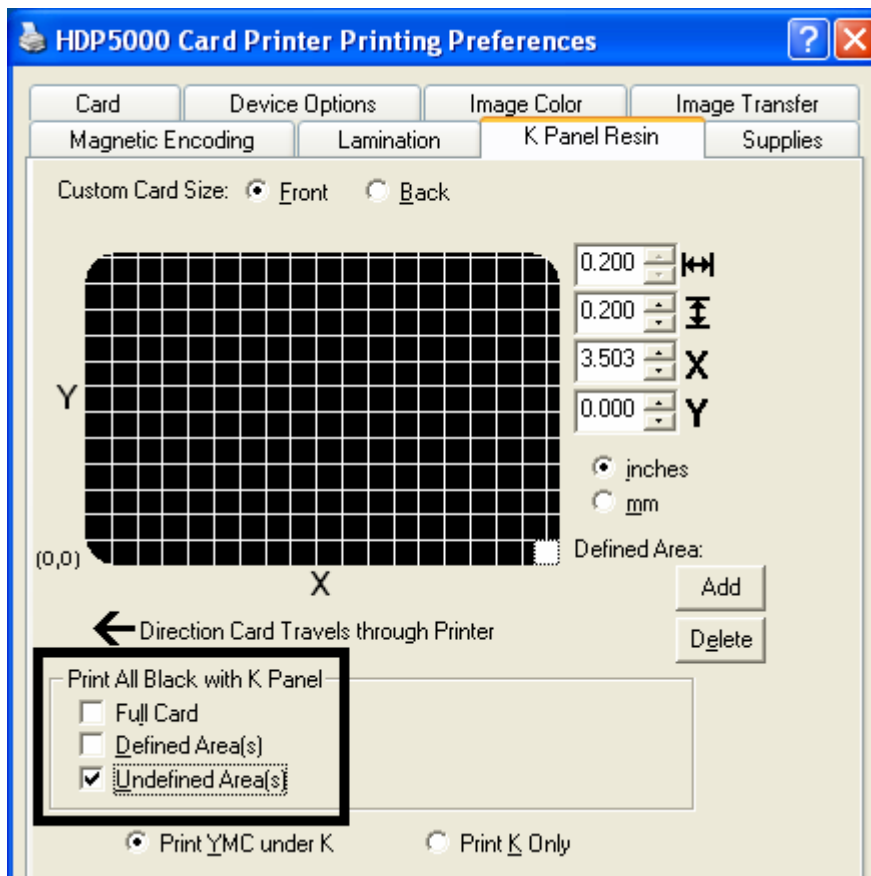 HDP5000 Card Printer Printing Preferences
Card Device Options Image Color Image Transfer
Magnetic Encoding Lamination K Panel Resin Supplies
Custom Card Size: Front Back
0.200
0.200
3.503 X
Y 0.000 Y
inches
mm
(0,0) Defined Area:
X
Add
Direction Card Travels through Printer
Delete
Print All Black with K Panel
Full Card
Defined Area(s)
Undefined Area(s)
Print YMC under K Print K Only